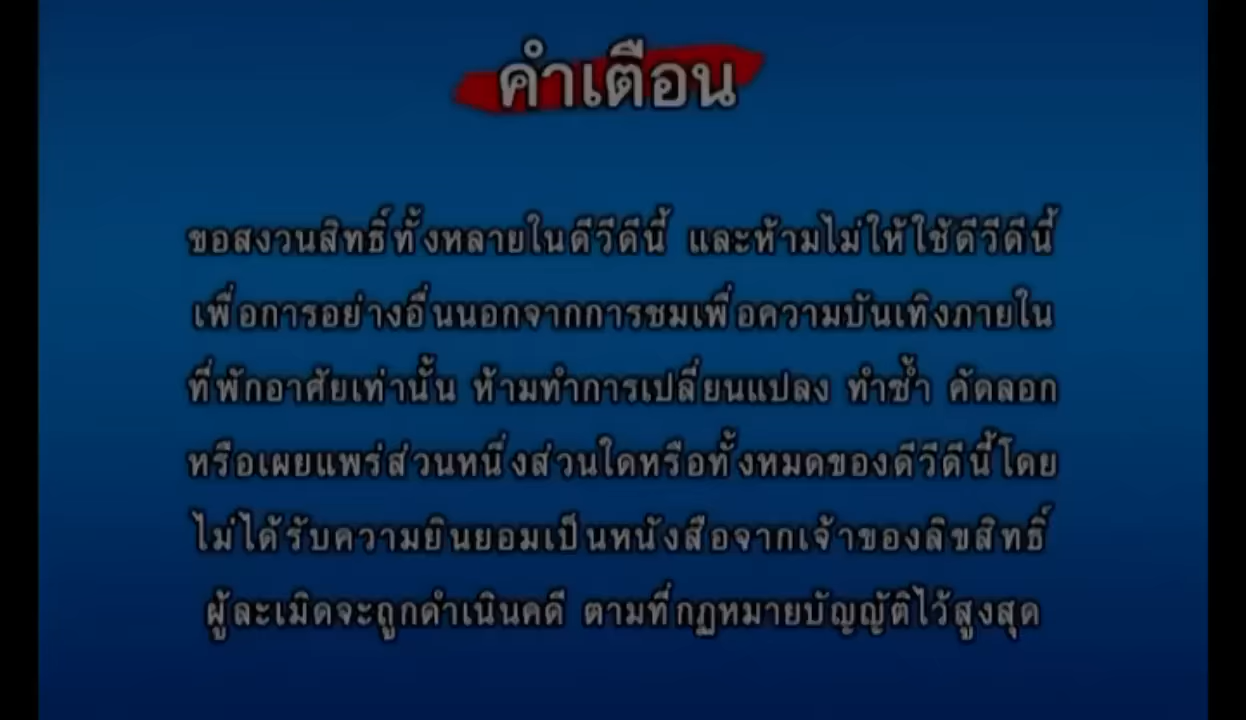 คำเตือน
ขอสงวนสิทธิ์ทั้งหลายในดีวีดีนี้ และห้ามไม่ให้ใช้ดีวีดีนี้
เพื่อการอย่างอื่นนอกจากการชมเพื่อความบันเทิงภายใน
ที่พักอาศัยเท่านั้น ห้ามทำการเปลี่ยนแปลง ทำซ้ำ คัดลอก
หรือเผยแพร่ส่วนหนึ่งส่วนใดหรือทั้งหมดของดีวีดีนี้โดย
ไม่ได้รับความยินยอมเป็นหนังสือจากเจ้าของลิขสิทธิ์
ผู้ละเมิดจะถูกดำเนินคดี ตามที่กฎหมายบัญญัติไว้สูงสุด